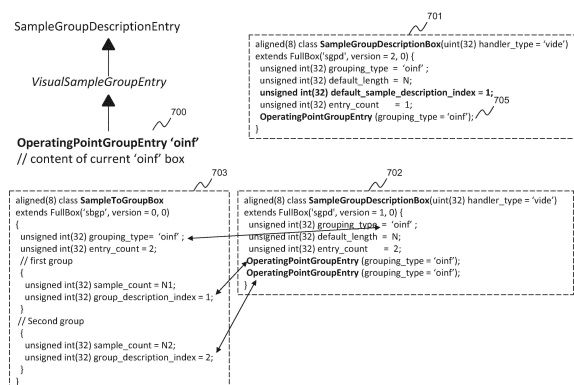 SampleGroupDescriptionEntry
VisualSampleGroupEntry
700
OperatingPointGroupEntry ‘oinf’
// content of current ‘oinf’ box
701
aligned(8) class SampleGroupDescriptionBox(uint(32) handler_type = ‘vide’)
extends FullBox('sgpd', version = 2, 0) {
unsigned int(32) grouping_type = ‘oinf’ ;
unsigned int(32) default_length = N;
unsigned int(32) default_sample_description_index = 1;
unsigned int(32) entry_count = 1;
705
OperatingPointGroupEntry (grouping_type = ‘oinf’);
}
703
aligned(8) class SampleToGroupBox
extends FullBox(‘sbgp’, version = 0, 0)
{
unsigned int(32) grouping_type= ‘oinf’ ;
unsigned int(32) entry_count = 2;
// first group
{
unsigned int(32) sample_count = N1;
unsigned int(32) group_description_index = 1;
}
// Second group
{
unsigned int(32) sample_count = N2;
unsigned int(32) group_description_index = 2;
}
}
702
aligned(8) class SampleGroupDescriptionBox(uint(32) handler_type = ‘vide’)
extends FullBox('sgpd', version = 1, 0) {
unsigned int(32) grouping_type = ‘oinf’ ;
unsigned int(32) default_length = N;
unsigned int(32) entry_count = 2;
OperatingPointGroupEntry (grouping_type = ‘oinf’);
OperatingPointGroupEntry (grouping_type = ‘oinf’);
}